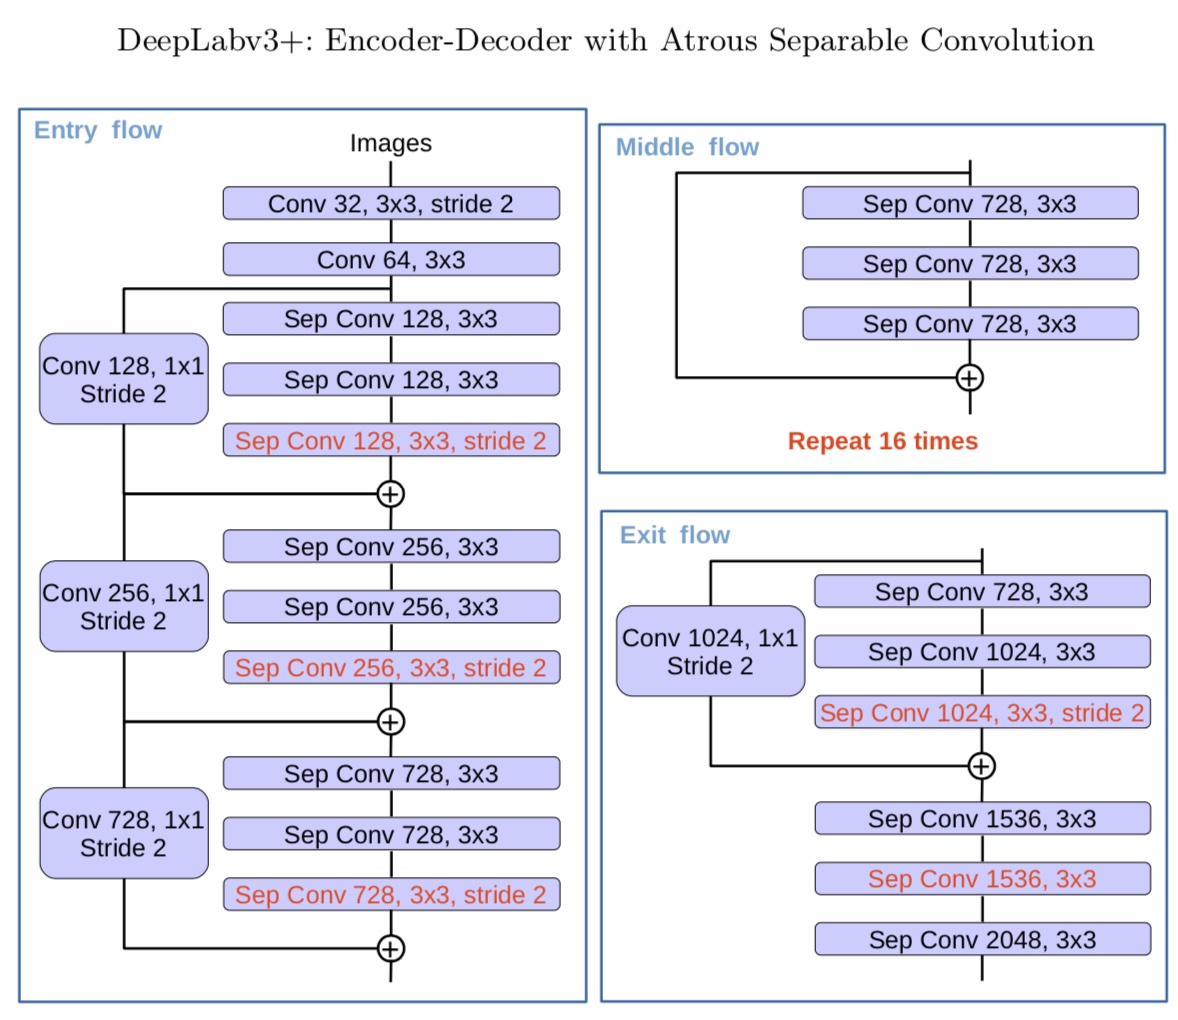 DeepLabv3+: Encoder-Decoder with Atrous Separable Convolution
Entry flow
Images
Conv 32, 3x3, stride 2
Conv 64, 3x3
Sep Conv 128, 3x3
Conv 128, 1x1
Stride 2
Sep Conv 128, 3x3
Sep Conv 128, 3x3, stride 2
Sep Conv 256, 3x3
Conv 256, 1x1
Stride 2
Sep Conv 256, 3x3
Sep Conv 256, 3x3, stride 2
Sep Conv 728, 3x3
Conv 728, 1x1
Stride 2
Sep Conv 728, 3x3
Sep Conv 728, 3x3, stride 2
Middle flow
Sep Conv 728, 3x3
Sep Conv 728, 3x3
Sep Conv 728, 3x3
Repeat 16 times
Exit flow
Sep Conv 728, 3x3
Conv 1024, 1x1
Stride 2
Sep Conv 1024, 3x3
Sep Conv 1024, 3x3, stride 2
Sep Conv 1536, 3x3
Sep Conv 1536, 3x3
Sep Conv 2048, 3x3